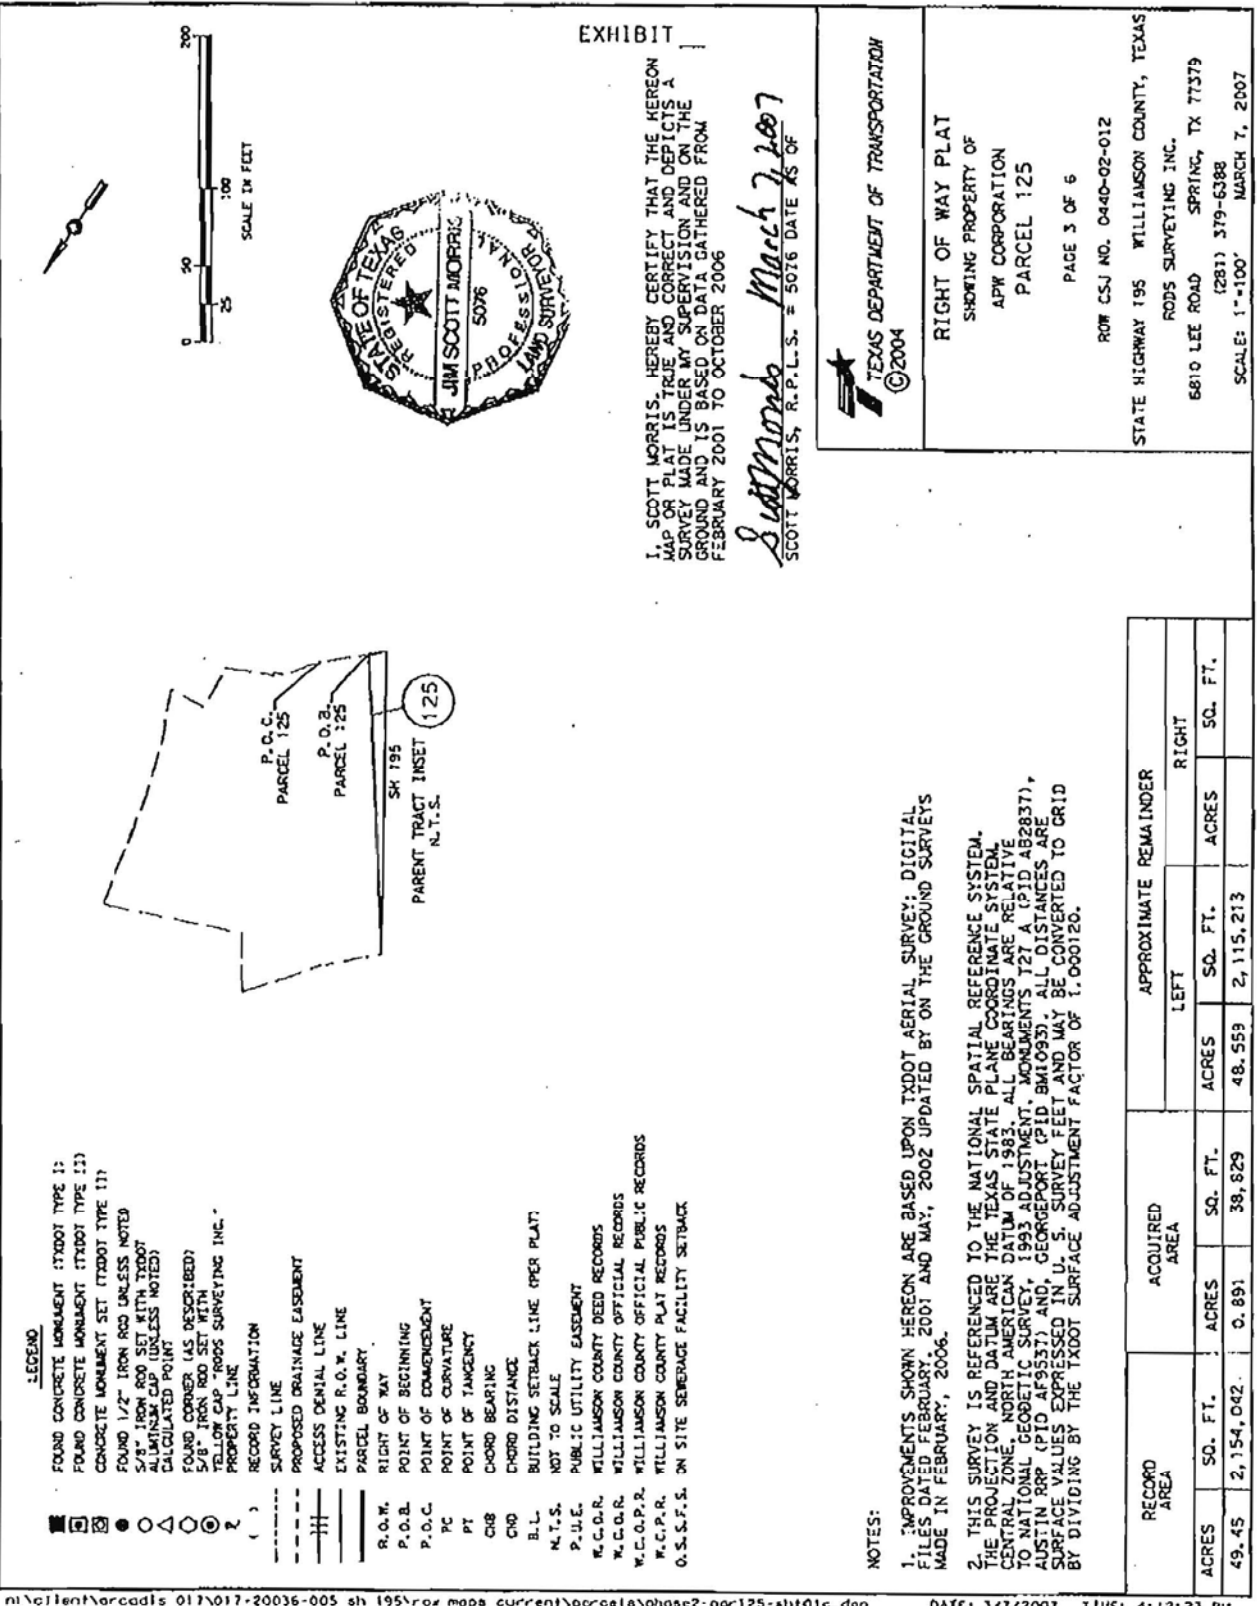 LEGEND
FOUND CONCRETE MONUMENT (TXDOT TYPE I)
FOUND CONCRETE MONUMENT (TXDOT TYPE II)
CONCRETE MONUMENT SET (TXDOT TYPE II)
FOUND 1/2" IRON ROD UNLESS NOTED
5/8" IRON ROD SET WITH TXDOT
ALUMINUM CAP (UNLESS NOTED)
CALCULATED POINT
FOUND CORNER (AS DESCRIBED)
5/8" IRON ROD SET WITH
YELLOW CAP "RODS SURVEYING INC."
PROPERTY LINE
( ) RECORD INFORMATION
SURVEY LINE
PROPOSED DRAINAGE EASEMENT
ACCESS DENIAL LINE
EXISTING R.O.W. LINE
PARCEL BOUNDARY
R.O.W. RIGHT OF WAY
P.O.B. POINT OF BEGINNING
P.O.C. POINT OF COMMENCEMENT
PC POINT OF CURVATURE
PT POINT OF TANGENCY
CHB CHORD BEARING
CHD CHORD DISTANCE
B.L. BUILDING SETBACK LINE (PER PLAT)
N.T.S. NOT TO SCALE
P.U.E. PUBLIC UTILITY EASEMENT
W.C.D.R. WILLIAMSON COUNTY DEED RECORDS
W.C.O.R. WILLIAMSON COUNTY OFFICIAL RECORDS
W.C.O.P.R. WILLIAMSON COUNTY OFFICIAL PUBLIC RECORDS
W.C.P.R. WILLIAMSON COUNTY PLAT RECORDS
O.S.S.F.S. ON SITE SEWERAGE FACILITY SETBACK
P.O.C.
PARCEL 125
P.O.B.
PARCEL 125
SH 195
125
PARENT TRACT INSET
N.T.S.
0 25 50 100 200
SCALE IN FEET
STATE OF TEXAS
REGISTERED
JIM SCOTT MORRIS
5076
PROFESSIONAL
LAND SURVEYOR
EXHIBIT __
I, SCOTT MORRIS, HEREBY CERTIFY THAT THE HEREON
MAP OR PLAT IS TRUE AND CORRECT AND DEPICTS A
SURVEY MADE UNDER MY SUPERVISION AND ON THE
GROUND AND IS BASED ON DATA GATHERED FROM
FEBRUARY 2001 TO OCTOBER 2006
Scott Morris March 7, 2007
SCOTT MORRIS, R.P.L.S. # 5076 DATE AS OF
NOTES:
1. IMPROVEMENTS SHOWN HEREON ARE BASED UPON TXDOT AERIAL SURVEY; DIGITAL
FILES DATED FEBRUARY, 2001 AND MAY, 2002 UPDATED BY ON THE GROUND SURVEYS
MADE IN FEBRUARY, 2006.
2. THIS SURVEY IS REFERENCED TO THE NATIONAL SPATIAL REFERENCE SYSTEM.
THE PROJECTION AND DATUM ARE THE TEXAS STATE PLANE COORDINATE SYSTEM,
CENTRAL ZONE, NORTH AMERICAN DATUM OF 1983. ALL BEARINGS ARE RELATIVE
TO NATIONAL GEODETIC SURVEY, 1993 ADJUSTMENT, MONUMENTS T27 A (PID AB2837),
AUSTIN RRP (PID AF9537) AND, GEORGEPORT (PID BM1093). ALL DISTANCES ARE
SURFACE VALUES EXPRESSED IN U. S. SURVEY FEET AND MAY BE CONVERTED TO GRID
BY DIVIDING BY THE TXDOT SURFACE ADJUSTMENT FACTOR OF 1.000120.
RECORD AREA
ACQUIRED AREA
APPROXIMATE REMAINDER
LEFT RIGHT
ACRES SQ. FT. ACRES SQ. FT. ACRES SQ. FT. ACRES SQ. FT.
49.45 2,154,042 0.891 38,829 48.559 2,115,213
TEXAS DEPARTMENT OF TRANSPORTATION
©2004
RIGHT OF WAY PLAT
SHOWING PROPERTY OF
APW CORPORATION
PARCEL 125
PAGE 3 OF 6
ROW CSJ NO. 0440-02-012
STATE HIGHWAY 195 WILLIAMSON COUNTY, TEXAS
RODS SURVEYING INC.
6810 LEE ROAD SPRING, TX 77379
(281) 379-6388
SCALE: 1"=100' MARCH 7, 2007